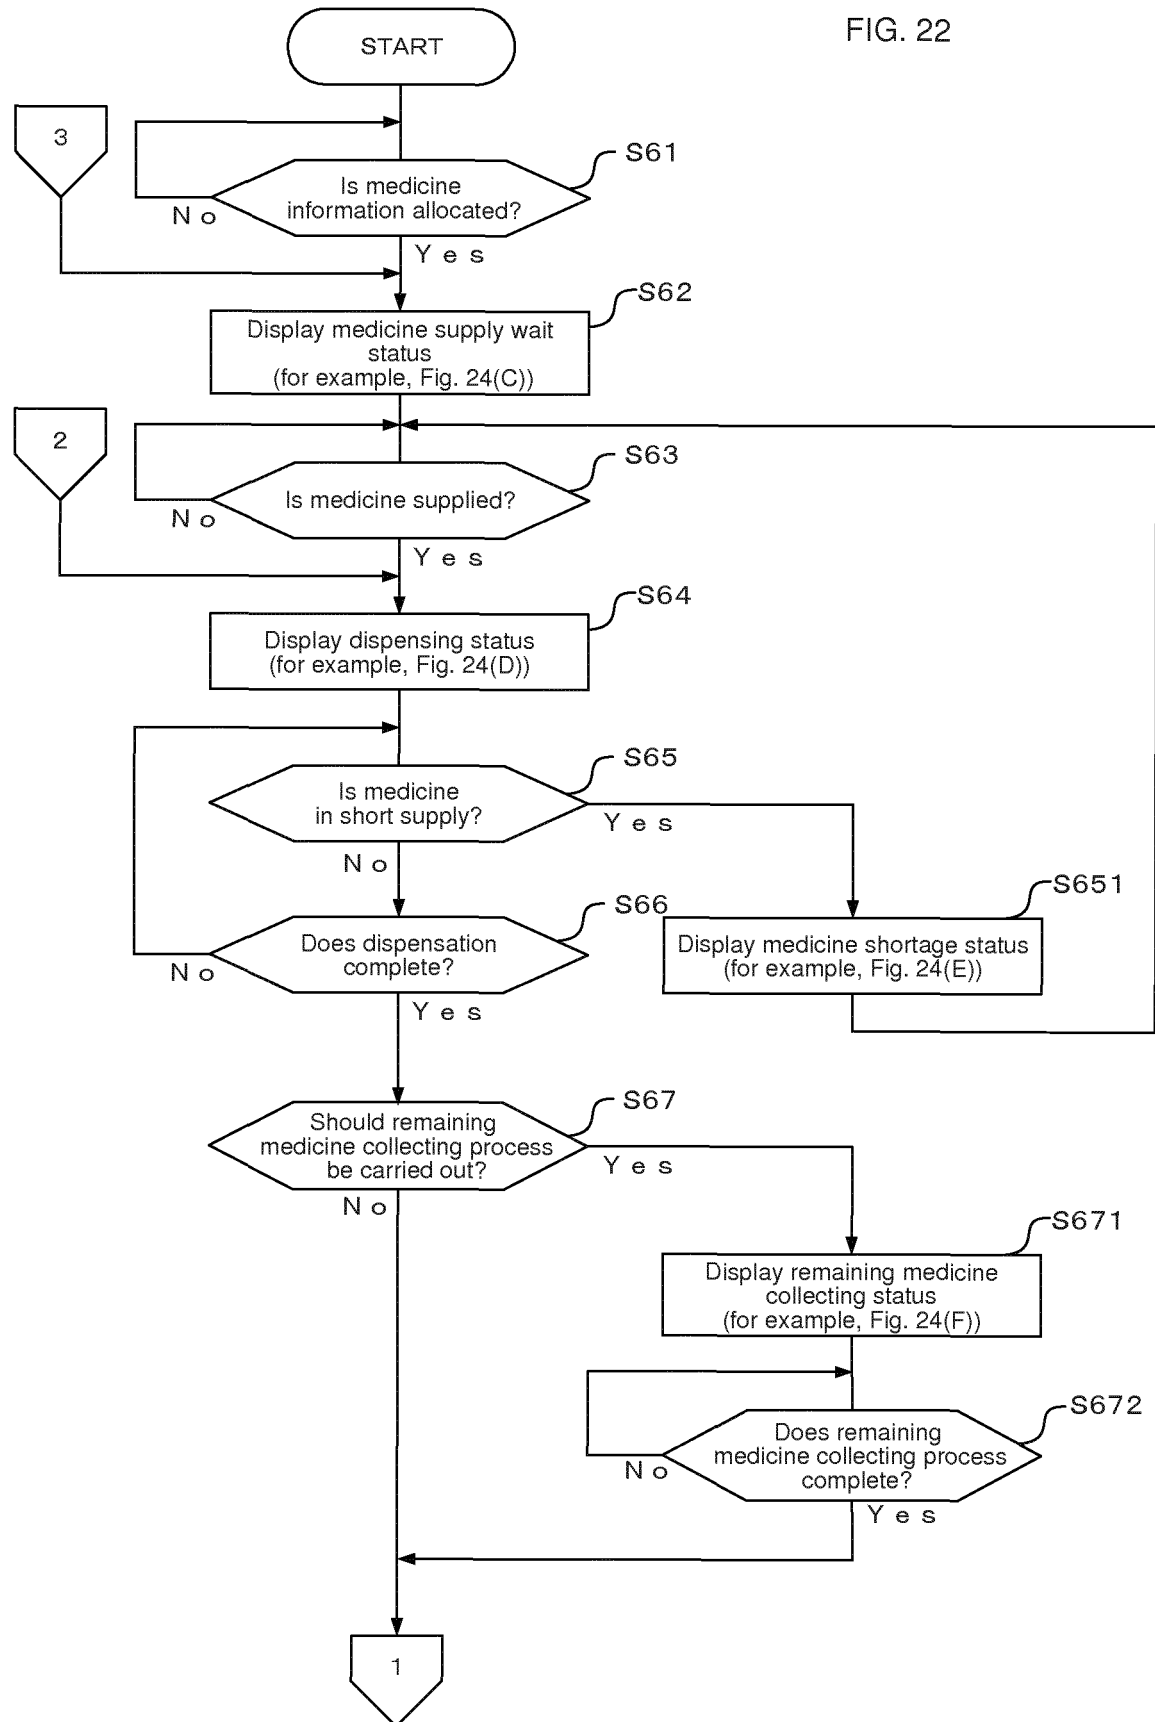 FIG. 22
START
3
S61
Is medicine
information allocated?
No
Yes
S62
Display medicine supply wait
status
(for example, Fig. 24(C))
2
S63
Is medicine supplied?
No
Yes
S64
Display dispensing status
(for example, Fig. 24(D))
S65
Is medicine
in short supply?
Yes
No
S651
Display medicine shortage status
(for example, Fig. 24(E))
S66
Does dispensation
complete?
No
Yes
S67
Should remaining
medicine collecting process
be carried out?
Yes
No
S671
Display remaining medicine
collecting status
(for example, Fig. 24(F))
S672
Does remaining
medicine collecting process
complete?
No
Yes
1